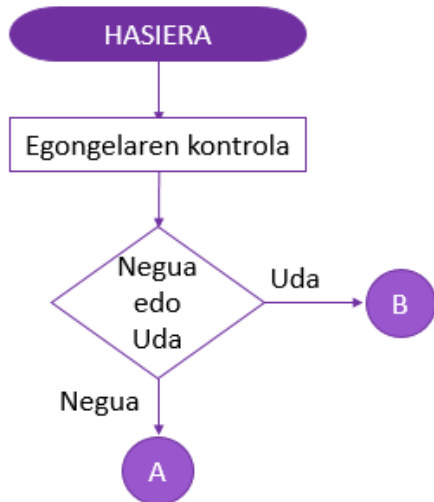 HASIERA
Egongelaren kontrola
Negua
edo
Uda
Uda
B
Negua
A